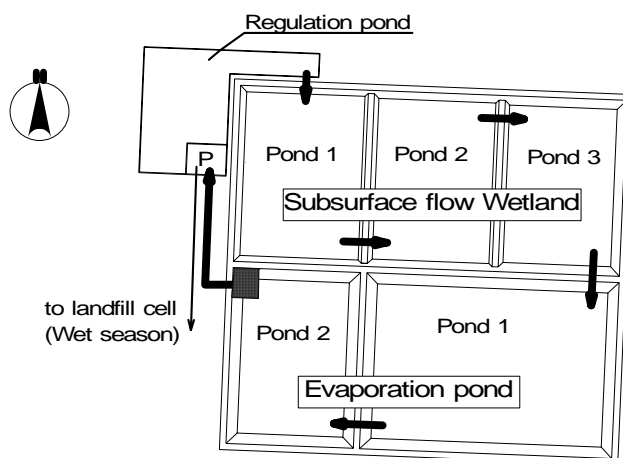 Regulation pond
P
Pond 1
Pond 2
Pond 3
Subsurface flow Wetland
to landfill cell
(Wet season)
Pond 2
Pond 1
Evaporation pond